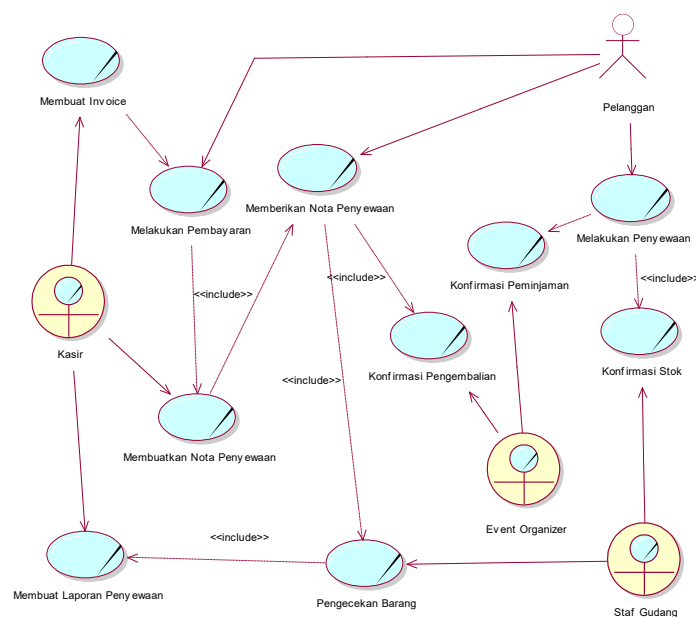 Membuat Invoice
Pelanggan
Melakukan Pembayaran
Memberikan Nota Penyewaan
Melakukan Penyewaan
Konfirmasi Peminjaman
<<include>>
<<include>>
<<include>>
Kasir
Konfirmasi Pengembalian
Konfirmasi Stok
<<include>>
Membuatkan Nota Penyewaan
Event Organizer
<<include>>
Membuat Laporan Penyewaan
Pengecekan Barang
Staf Gudang